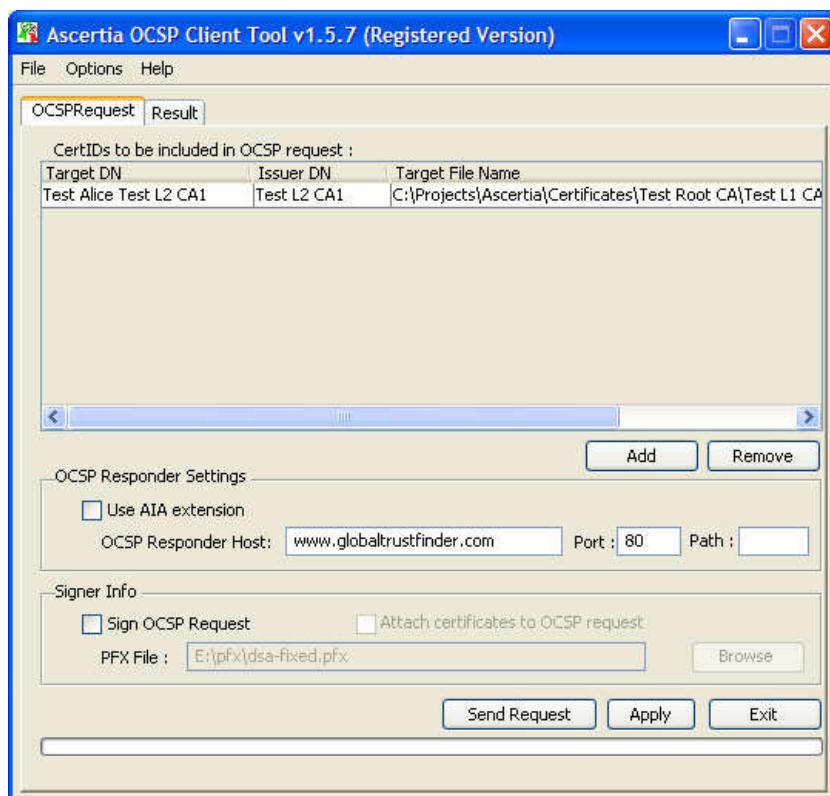 Ascertia OCSP Client Tool v1.5.7 (Registered Version)
File Options Help
OCSPRequest Result
CertIDs to be included in OCSP request :
Target DN Issuer DN Target File Name
Test Alice Test L2 CA1 Test L2 CA1 C:\Projects\Ascertia\Certificates\Test Root CA\Test L1 CA
Add Remove
OCSP Responder Settings
Use AIA extension
OCSP Responder Host: www.globaltrustfinder.com Port : 80 Path :
Signer Info
Sign OCSP Request Attach certificates to OCSP request
PFX File : E:\pfx\dsa-fixed.pfx Browse
Send Request Apply Exit